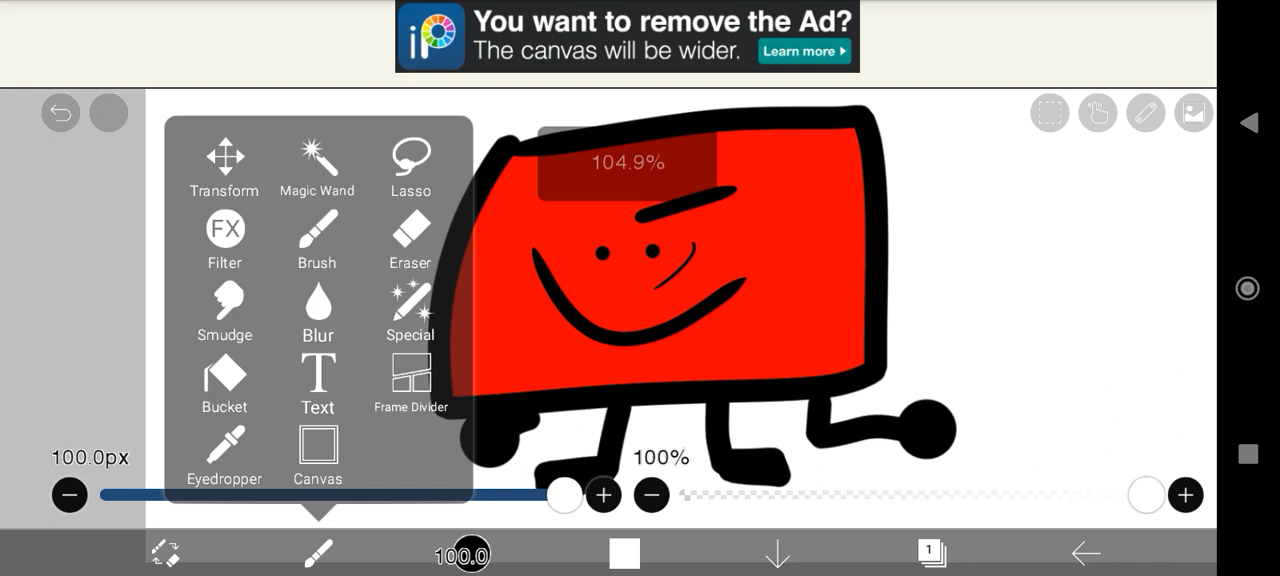 iP
You want to remove the Ad?
The canvas will be wider. Learn more
104.9%
Transform Magic Wand Lasso
FX
Filter Brush Eraser
Smudge Blur Special
T
Bucket Text Frame Divider
Eyedropper Canvas
100.0px 100%
100.0 1